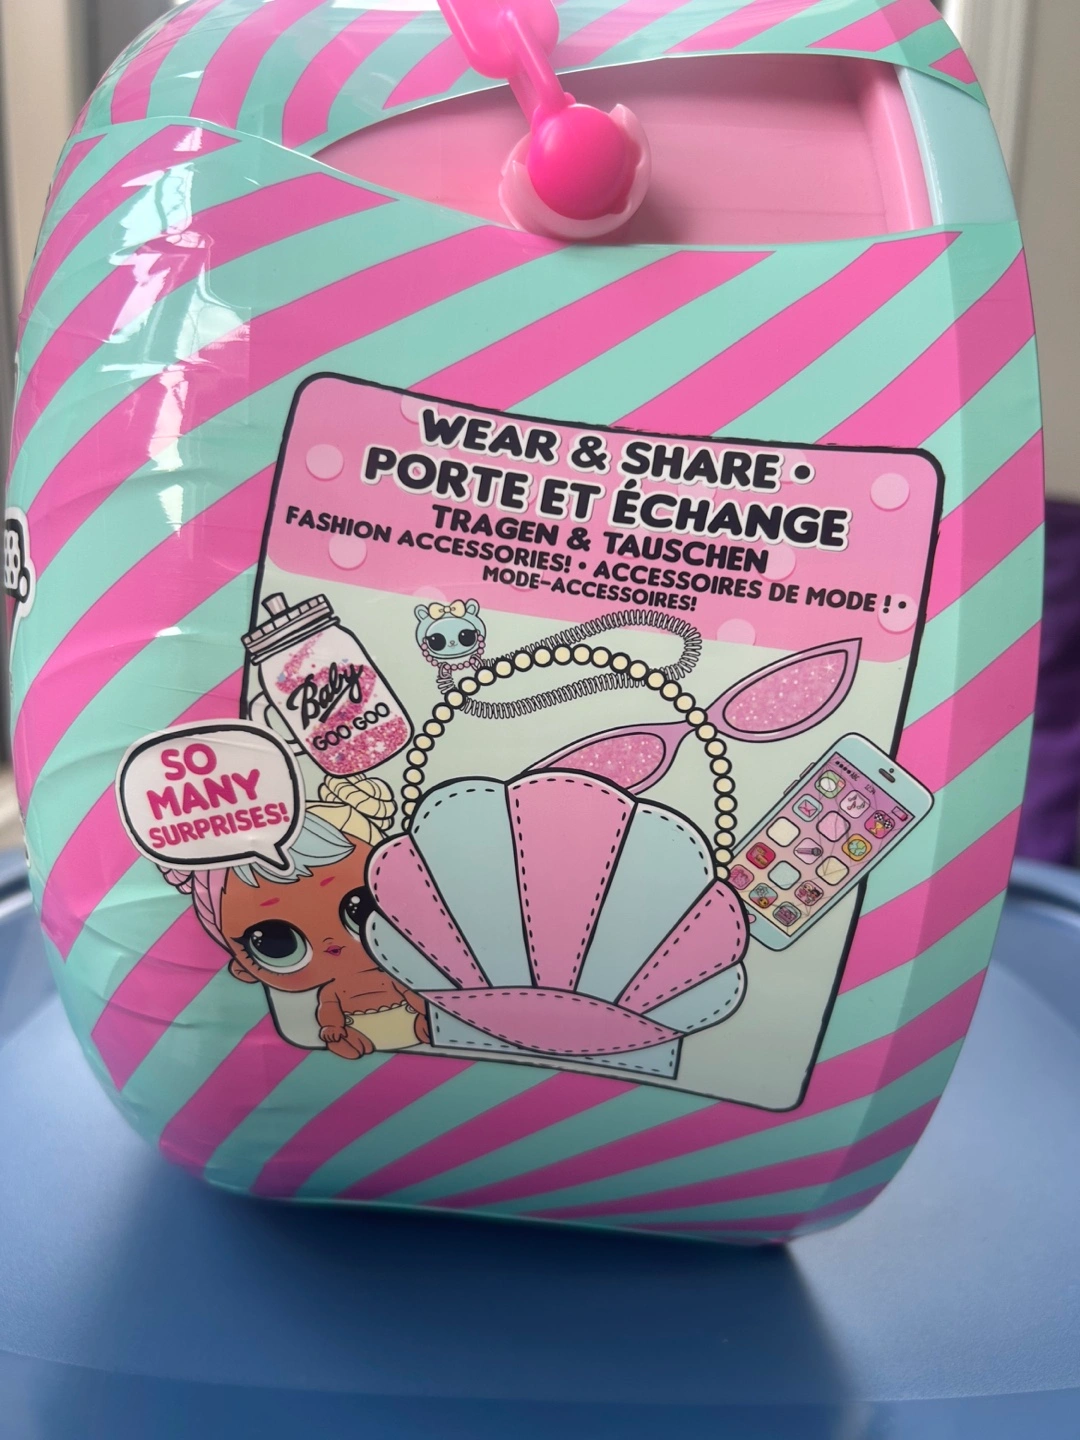 WEAR & SHARE •
PORTE ET ÉCHANGE
TRAGEN & TAUSCHEN
FASHION ACCESSORIES! • ACCESSOIRES DE MODE ! •
MODE-ACCESSOIRES!
Baby
GOO·GOO
SO
MANY
SURPRISES!